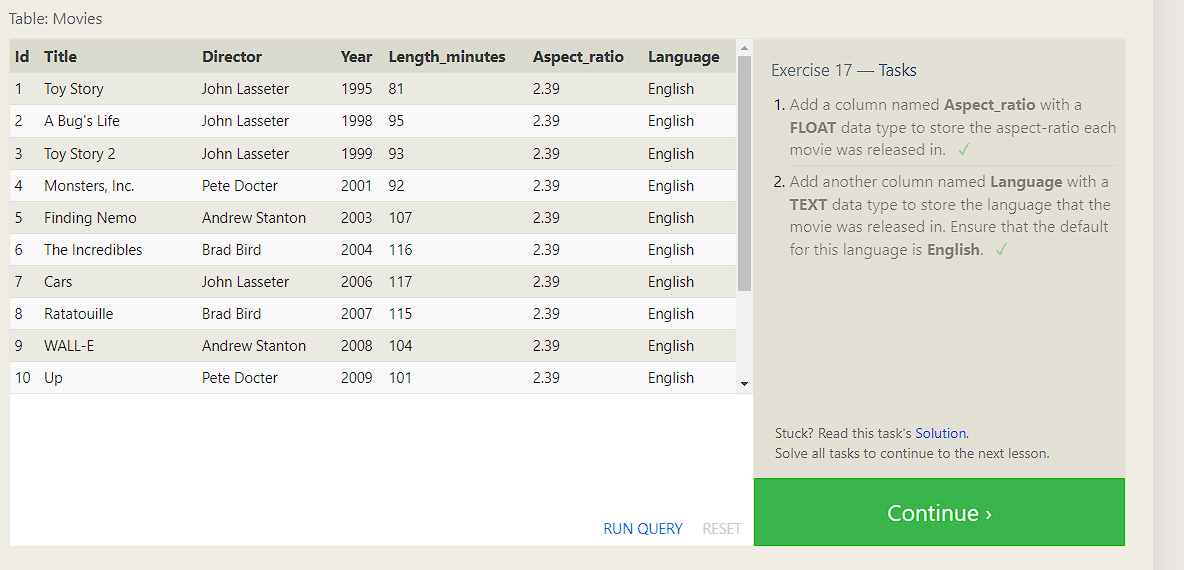 Table: Movies
Id Title Director Year Length_minutes Aspect_ratio Language
1 Toy Story John Lasseter 1995 81 2.39 English
2 A Bug's Life John Lasseter 1998 95 2.39 English
3 Toy Story 2 John Lasseter 1999 93 2.39 English
4 Monsters, Inc. Pete Docter 2001 92 2.39 English
5 Finding Nemo Andrew Stanton 2003 107 2.39 English
6 The Incredibles Brad Bird 2004 116 2.39 English
7 Cars John Lasseter 2006 117 2.39 English
8 Ratatouille Brad Bird 2007 115 2.39 English
9 WALL-E Andrew Stanton 2008 104 2.39 English
10 Up Pete Docter 2009 101 2.39 English
RUN QUERY RESET
Exercise 17 — Tasks
1. Add a column named Aspect_ratio with a
FLOAT data type to store the aspect-ratio each
movie was released in. ✓
2. Add another column named Language with a
TEXT data type to store the language that the
movie was released in. Ensure that the default
for this language is English. ✓
Stuck? Read this task's Solution.
Solve all tasks to continue to the next lesson.
Continue ›